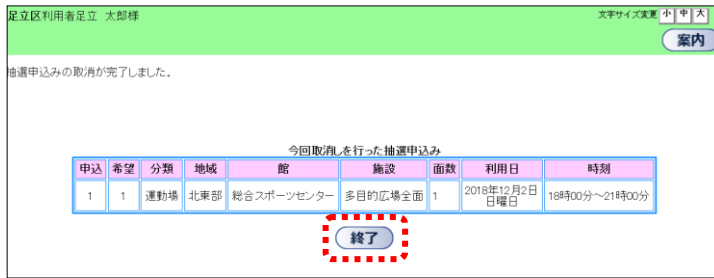 足立区利用者足立 太郎様
文字サイズ変更 小 中 大
案内
抽選申込みの取消が完了しました。
今回取消しを行った抽選申込み
申込 希望 分類 地域 館 施設 面数 利用日 時刻
1 1 運動場 北東部 総合スポーツセンター 多目的広場全面 1 2018年12月2日 18時00分～21時00分
日曜日
終了